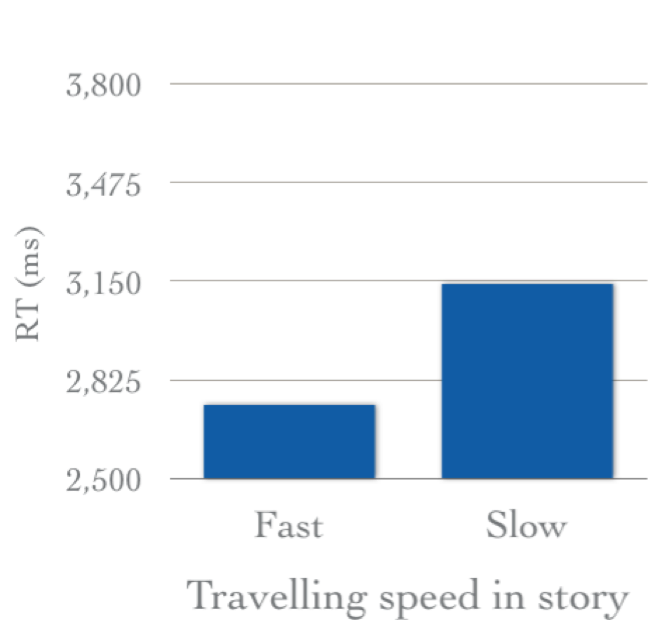 3,800
3,475
3,150
2,825
2,500
RT (ms)
Fast Slow
Travelling speed in story